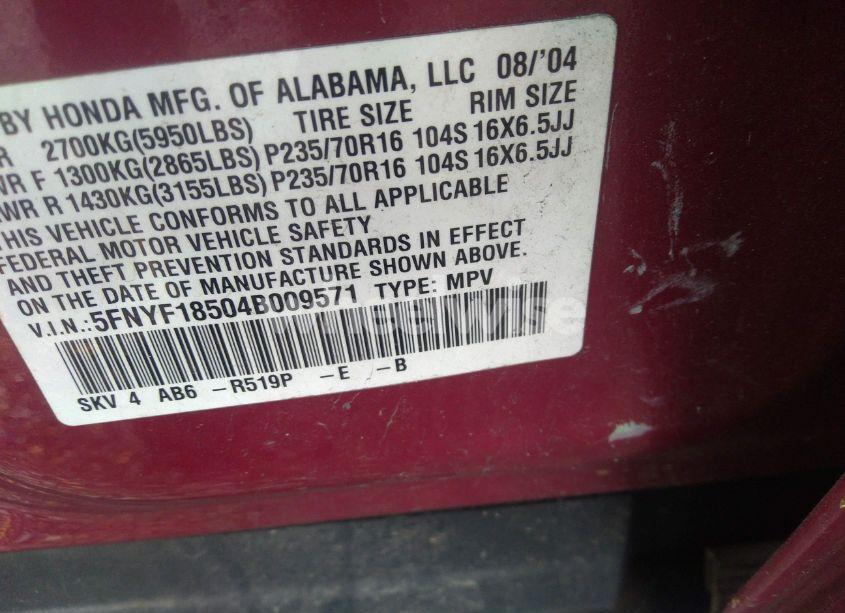 BY HONDA MFG. OF ALABAMA, LLC 08/'04
R 2700KG(5950LBS) TIRE SIZE RIM SIZE
WR F 1300KG(2865LBS) P235/70R16 104S 16X6.5JJ
WR R 1430KG(3155LBS) P235/70R16 104S 16X6.5JJ
THIS VEHICLE CONFORMS TO ALL APPLICABLE
FEDERAL MOTOR VEHICLE SAFETY
AND THEFT PREVENTION STANDARDS IN EFFECT
ON THE DATE OF MANUFACTURE SHOWN ABOVE.
V.I.N.:5FNYF18504B009571 TYPE: MPV
wheelwise
SKV 4 AB6 -R519P -E -B